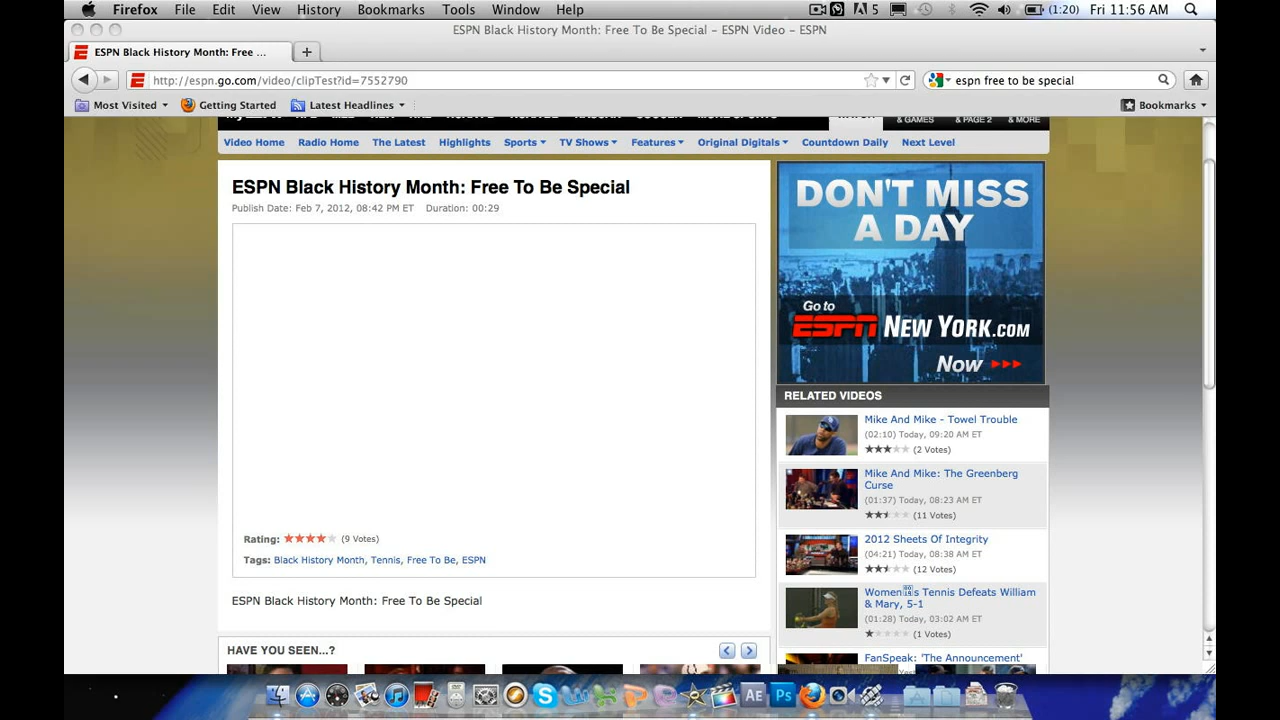 Firefox File Edit View History Bookmarks Tools Window Help 5 (1:20) Fri 11:56 AM
ESPN Black History Month: Free To Be Special – ESPN Video – ESPN
ESPN Black History Month: Free ...
http://espn.go.com/video/clipTest?id=7552790 espn free to be special
Most Visited Getting Started Latest Headlines Bookmarks
& GAMES & PAGE 2 & MORE
Video Home Radio Home The Latest Highlights Sports TV Shows Features Original Digitals Countdown Daily Next Level
ESPN Black History Month: Free To Be Special
Publish Date: Feb 7, 2012, 08:42 PM ET Duration: 00:29
Rating: (9 Votes)
Tags: Black History Month, Tennis, Free To Be, ESPN
ESPN Black History Month: Free To Be Special
HAVE YOU SEEN...?
DON'T MISS
A DAY
Go to
ESPN NEW YORK.COM
Now
RELATED VIDEOS
Mike And Mike - Towel Trouble
(02:10) Today, 09:20 AM ET
(2 Votes)
Mike And Mike: The Greenberg
Curse
(01:37) Today, 08:23 AM ET
(11 Votes)
2012 Sheets Of Integrity
(04:21) Today, 08:38 AM ET
(12 Votes)
Women s Tennis Defeats William
& Mary, 5-1
(01:28) Today, 03:02 AM ET
(1 Votes)
FanSpeak: 'The Announcement'
AE Ps